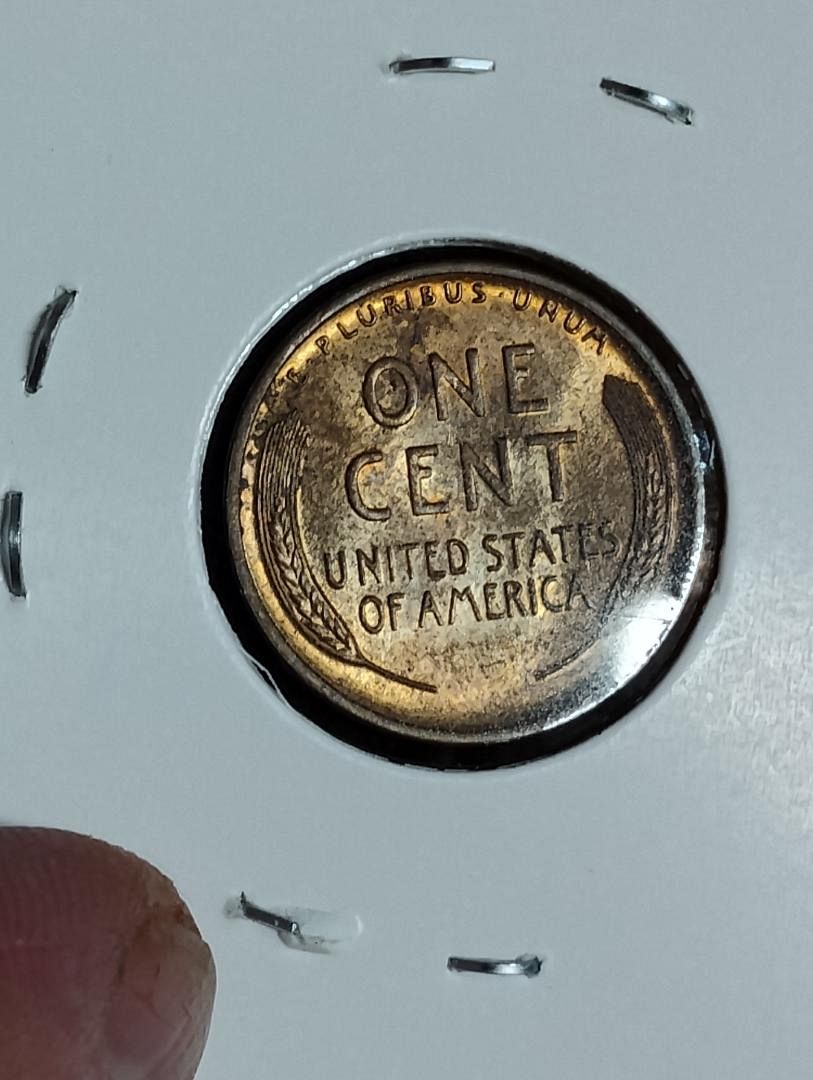 E · PLURIBUS · UNUM
ONE
CENT
UNITED STATES
OF AMERICA